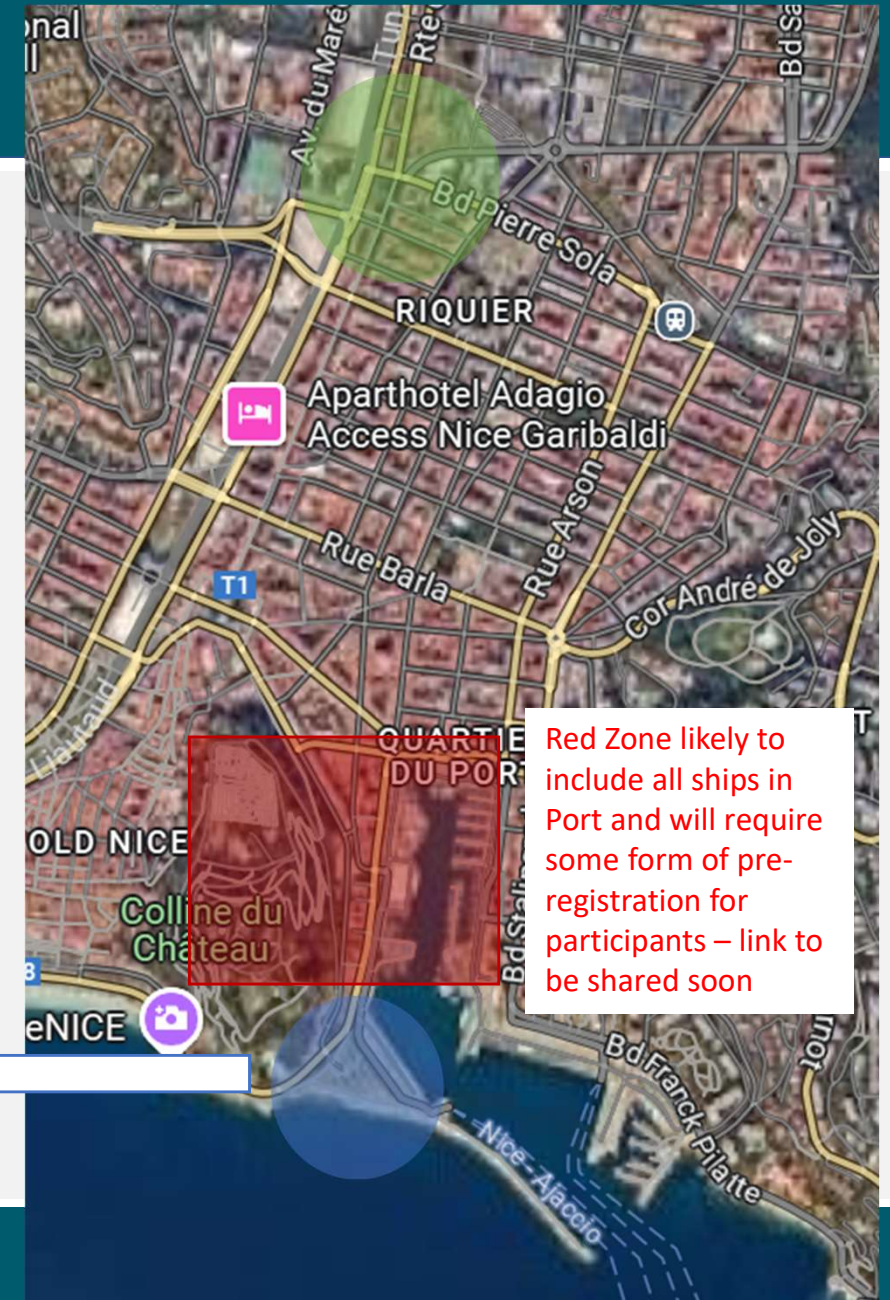 onal
ll
Av. du Maré
Tun
Rte
Bd Sa
Bd Pierre Sola
RIQUIER
Aparthotel Adagio
Access Nice Garibaldi
Rue Arson
Rue Barla
T1
Cor André de Joly
Liautaud
QUARTIE
DU PORT
T
Red Zone likely to
include all ships in
Port and will require
some form of pre-
registration for
participants – link to
be shared soon
OLD NICE
Colline du
Château
Bd Stalin
eNICE
Bd Franck Pilatte
Nice - Ajaccio